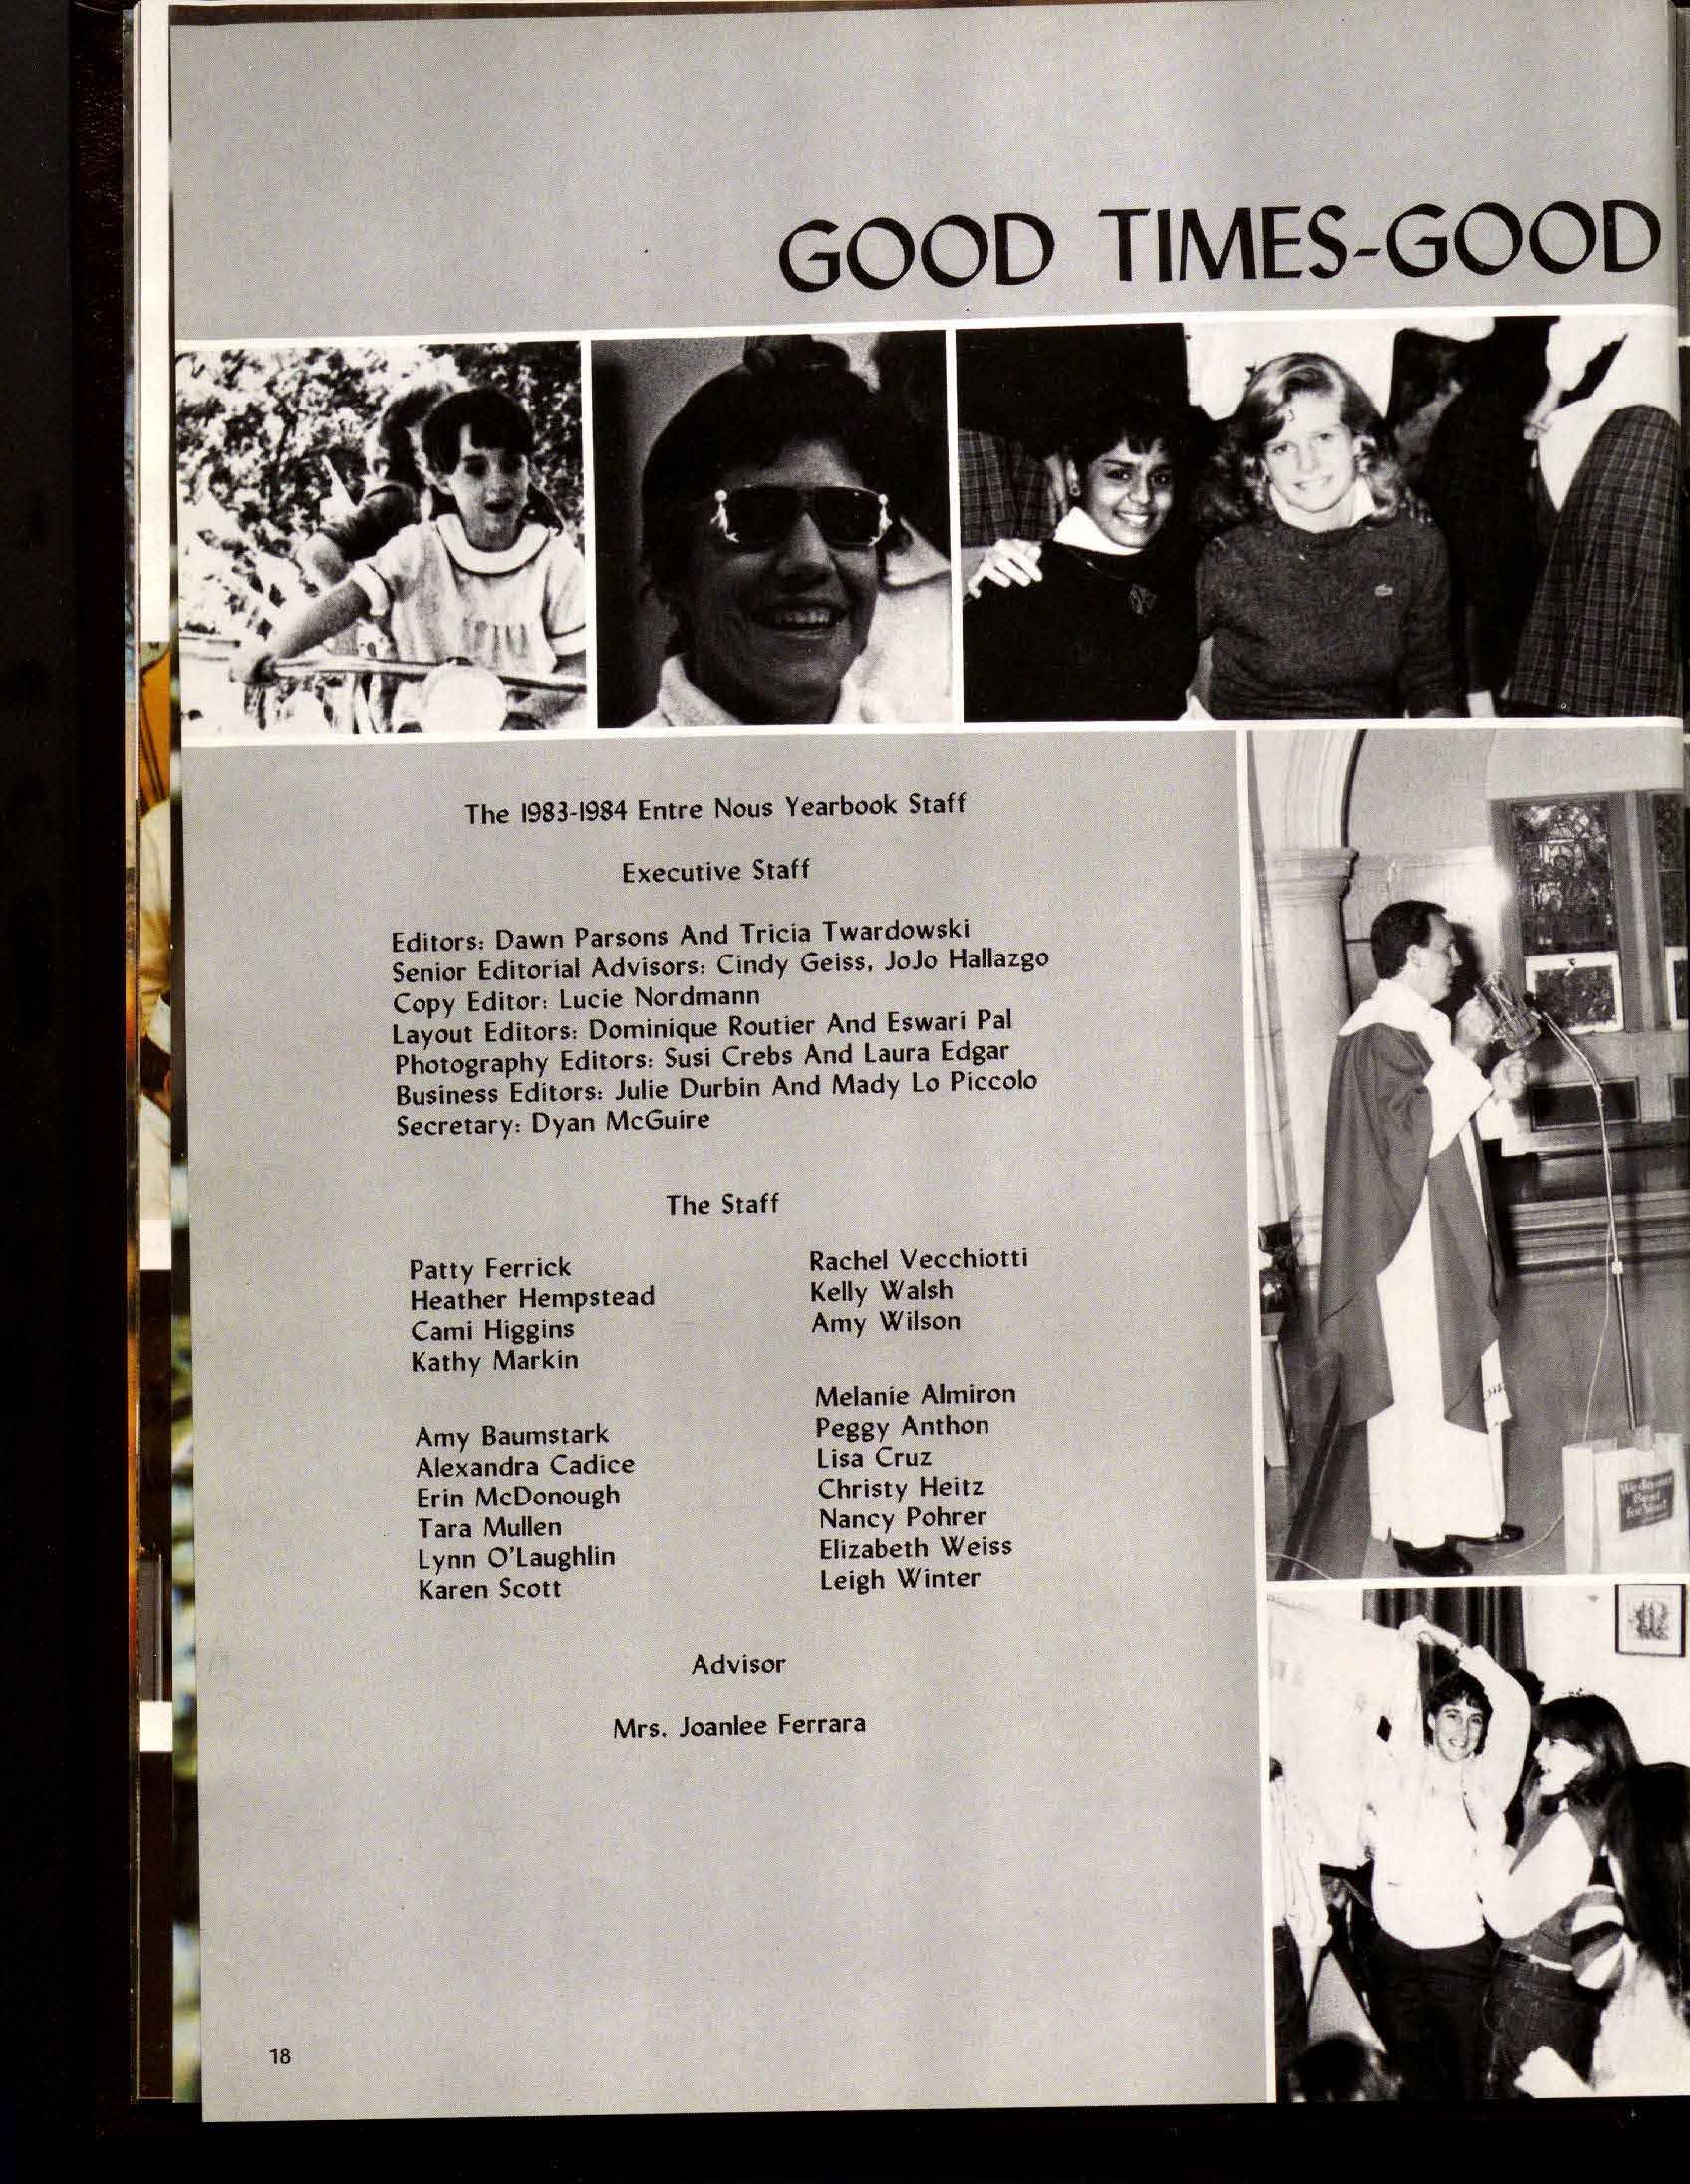 GOOD TIMES-GOOD
The 1983-1984 Entre Nous Yearbook Staff
Executive Staff
Editors: Dawn Parsons And Tricia Twardowski
Senior Editorial Advisors: Cindy Geiss, JoJo Hallazgo
Copy Editor: Lucie Nordmann
Layout Editors: Dominique Routier And Eswari Pal
Photography Editors: Susi Crebs And Laura Edgar
Business Editors: Julie Durbin And Mady Lo Piccolo
Secretary: Dyan McGuire
The Staff
Patty Ferrick
Heather Hempstead
Cami Higgins
Kathy Markin
Rachel Vecchiotti
Kelly Walsh
Amy Wilson
Amy Baumstark
Alexandra Cadice
Erin McDonough
Tara Mullen
Lynn O'Laughlin
Karen Scott
Melanie Almiron
Peggy Anthon
Lisa Cruz
Christy Heitz
Nancy Pohrer
Elizabeth Weiss
Leigh Winter
Advisor
Mrs. Joanlee Ferrara
18